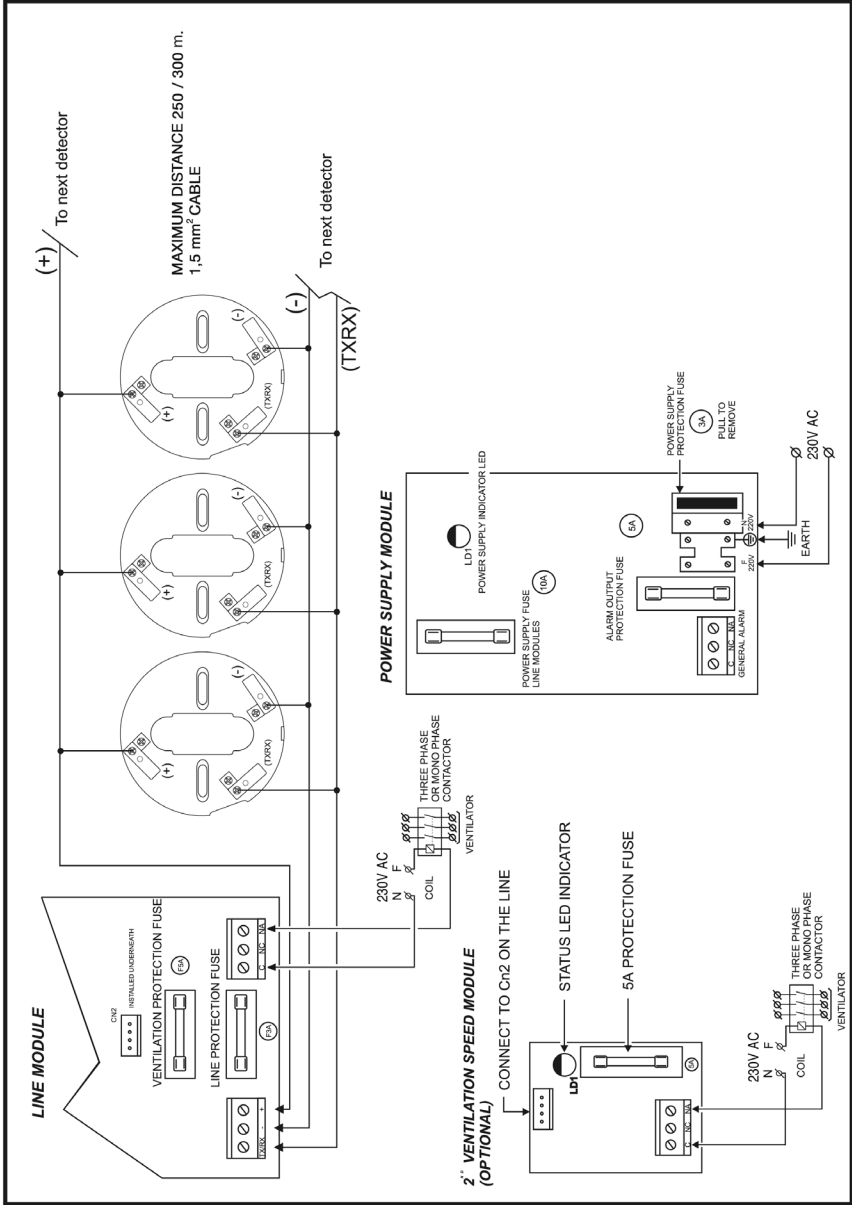 LINE MODULE
CN2
INSTALLED UNDERNEATH
VENTILATION PROTECTION FUSE
F5A
LINE PROTECTION FUSE
F3A
TX/RX - +
C NC NA
230V AC
N F
COIL
THREE PHASE
OR MONO PHASE
CONTACTOR
VENTILATOR
(+)
(-)
(TXRX)
(+)
(-)
(TXRX)
(+)
(-)
(TXRX)
(+)
To next detector
MAXIMUM DISTANCE 250 / 300 m.
1,5 mm² CABLE
(-)
To next detector
(TXRX)
2'' VENTILATION SPEED MODULE
(OPTIONAL)
CONNECT TO Cn2 ON THE LINE
LD1
STATUS LED INDICATOR
5A PROTECTION FUSE
5A
C NC NA
230V AC
N F
COIL
THREE PHASE
OR MONO PHASE
CONTACTOR
VENTILATOR
POWER SUPPLY MODULE
LD1
POWER SUPPLY INDICATOR LED
POWER SUPPLY FUSE
LINE MODULES
10A
ALARM OUTPUT
PROTECTION FUSE
5A
C NC NA
GENERAL ALARM
F
220V
N
220V
EARTH
230V AC
POWER SUPPLY
PROTECTION FUSE
3A
PULL TO
REMOVE